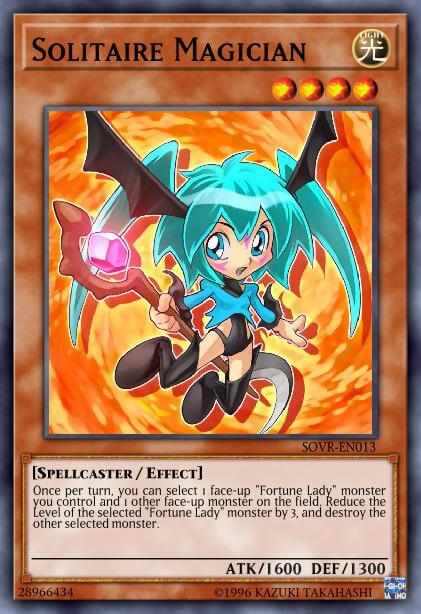 Solitaire Magician
LIGHT
光
SOVR-EN013
[Spellcaster / Effect]
Once per turn, you can select 1 face-up "Fortune Lady" monster
you control and 1 other face-up monster on the field. Reduce the
Level of the selected "Fortune Lady" monster by 3, and destroy the
other selected monster.
ATK/1600 DEF/1300
28966434
©1996 KAZUKI TAKAHASHI